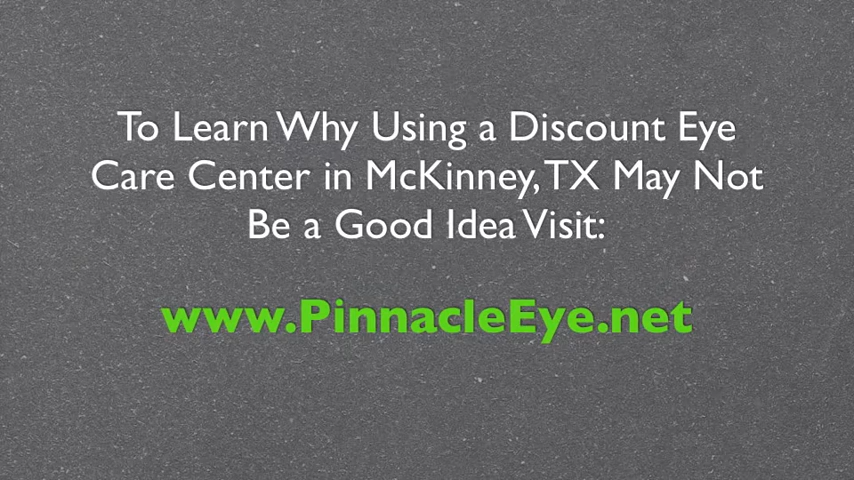 To Learn Why Using a Discount Eye
Care Center in McKinney, TX May Not
Be a Good Idea Visit:
www.PinnacleEye.net